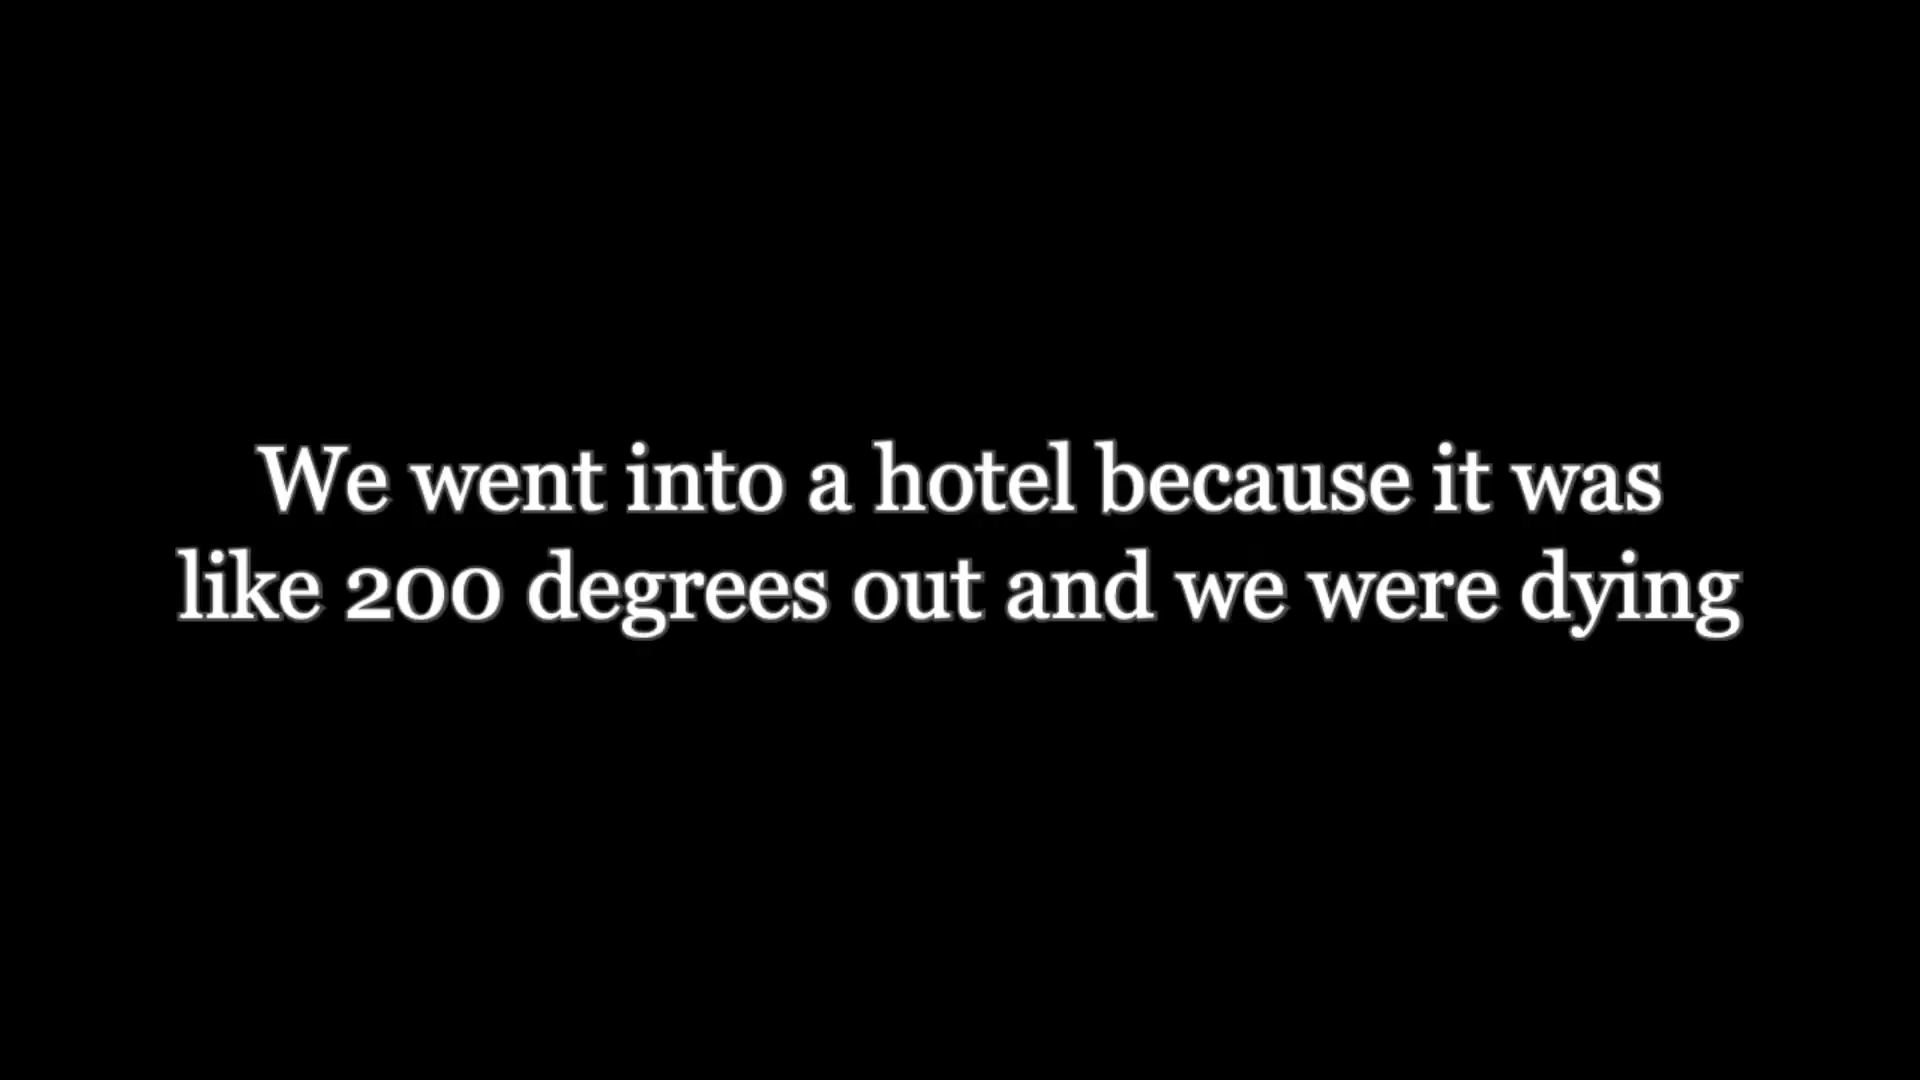 We went into a hotel because it was
like 200 degrees out and we were dying